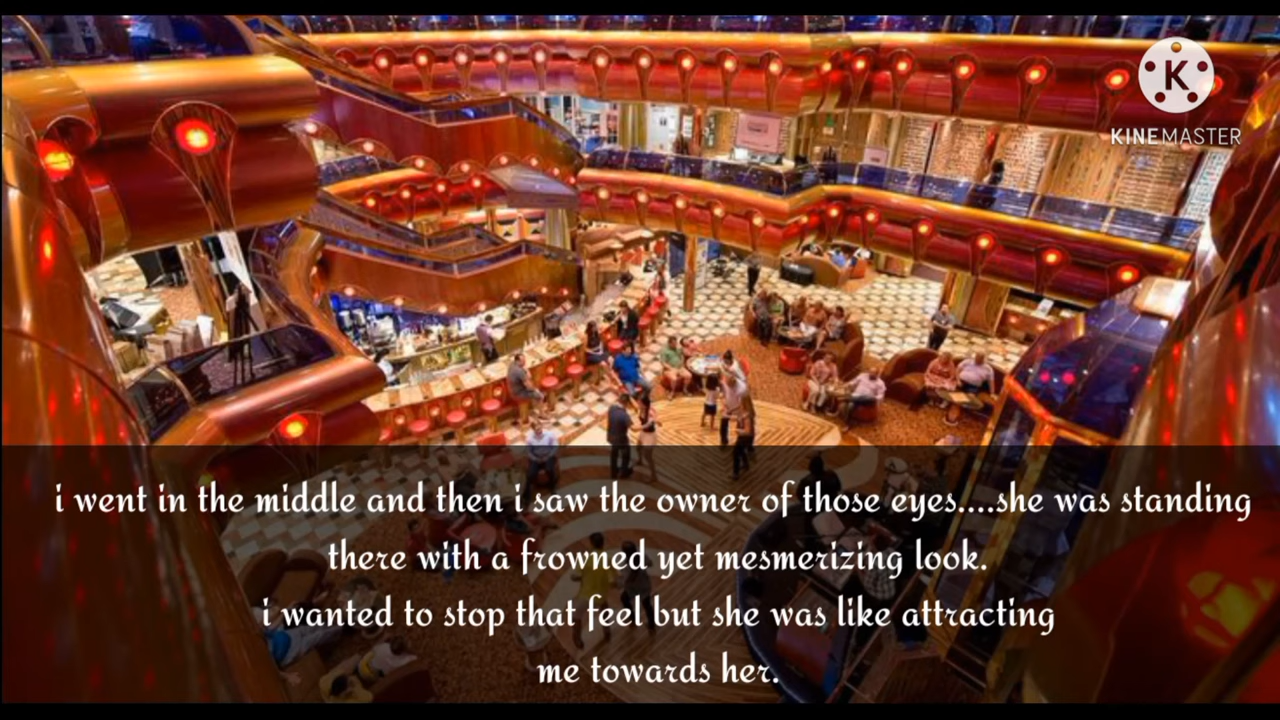 K
KINEMASTER
i went in the middle and then i saw the owner of those eyes....she was standing
there with a frowned yet mesmerizing look.
i wanted to stop that feel but she was like attracting
me towards her.